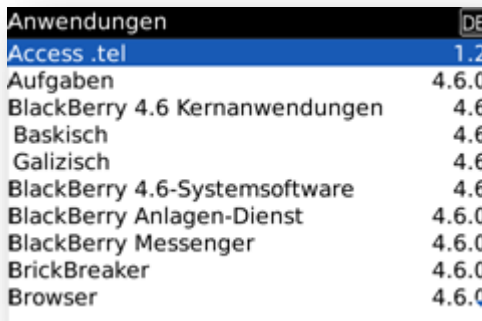 Anwendungen DE
Access .tel 1.2
Aufgaben 4.6.0
BlackBerry 4.6 Kernanwendungen 4.6
Baskisch 4.6
Galizisch 4.6
BlackBerry 4.6-Systemsoftware 4.6
BlackBerry Anlagen-Dienst 4.6.0
BlackBerry Messenger 4.6.0
BrickBreaker 4.6.0
Browser 4.6.0